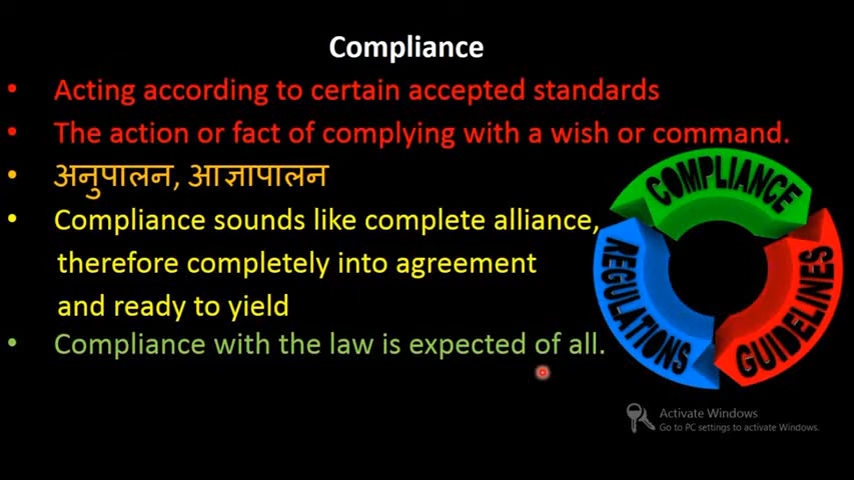 Compliance
• Acting according to certain accepted standards
• The action or fact of complying with a wish or command.
• अनुपालन, आज्ञापालन
• Compliance sounds like complete alliance,
therefore completely into agreement
and ready to yield
• Compliance with the law is expected of all.
COMPLIANCE
REGULATIONS
GUIDELINES
Activate Windows
Go to PC settings to activate Windows.